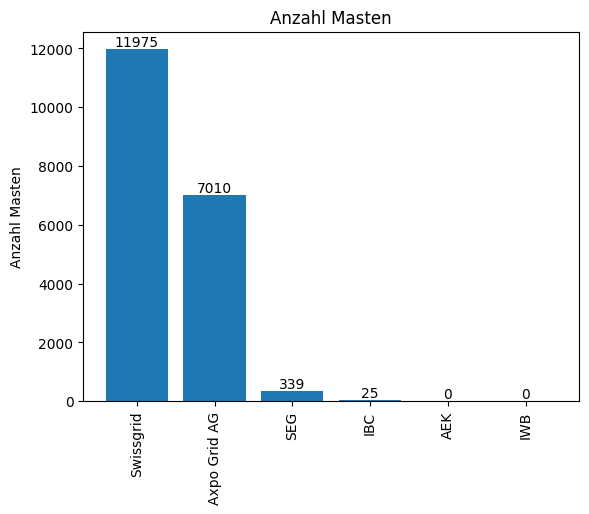 Anzahl Masten
Anzahl Masten
12000
10000
8000
6000
4000
2000
0
11975
7010
339
25
0
0
Swissgrid
Axpo Grid AG
SEG
IBC
AEK
IWB